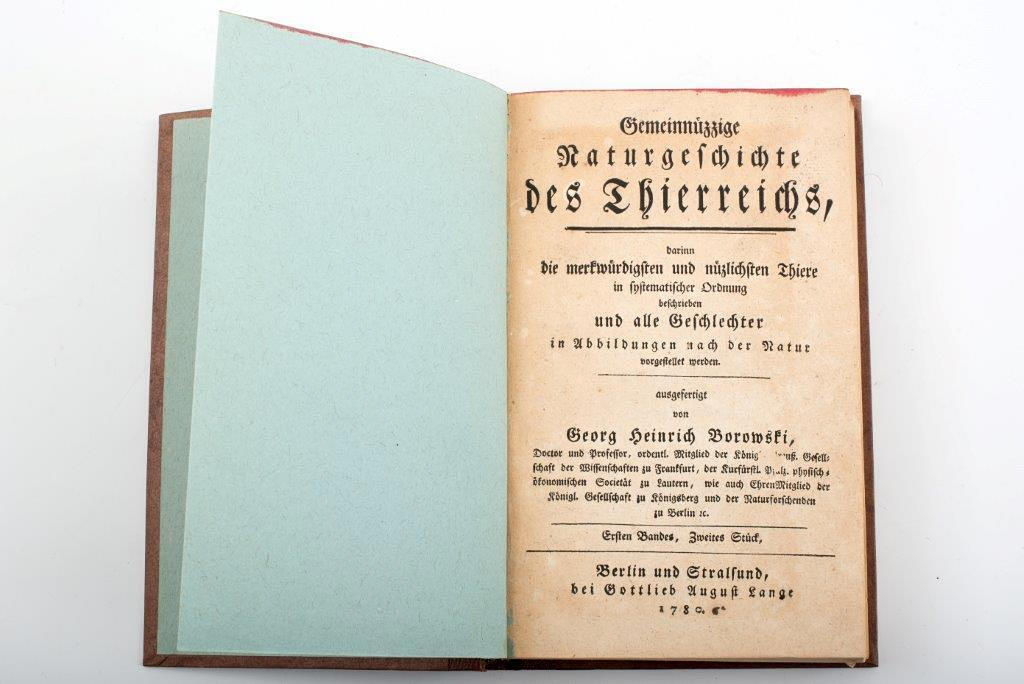 Gemeinnüzzige
Naturgeschichte
des Thierreichs,
darinn
die merkwürdigsten und nüzlichsten Thiere
in systematischer Ordnung
beschrieben
und alle Geschlechter
in Abbildungen nach der Natur
vorgestellet werden.
ausgefertigt
von
Georg Heinrich Borowski,
Doctor und Professor, ordentl. Mitglied der König Gesell-
schaft der Wissenschaften zu Frankfurt, der Kurfürstl. physisch-
ökonomischen Societät zu Lautern, wie auch EhrenMitglied der
Königl. Gesellschaft zu Königsberg und der Naturforschenden
zu Berlin ꝛc.
Ersten Bandes, Zweites Stück,
Berlin und Stralsund,
bei Gottlieb August Lange
1780.